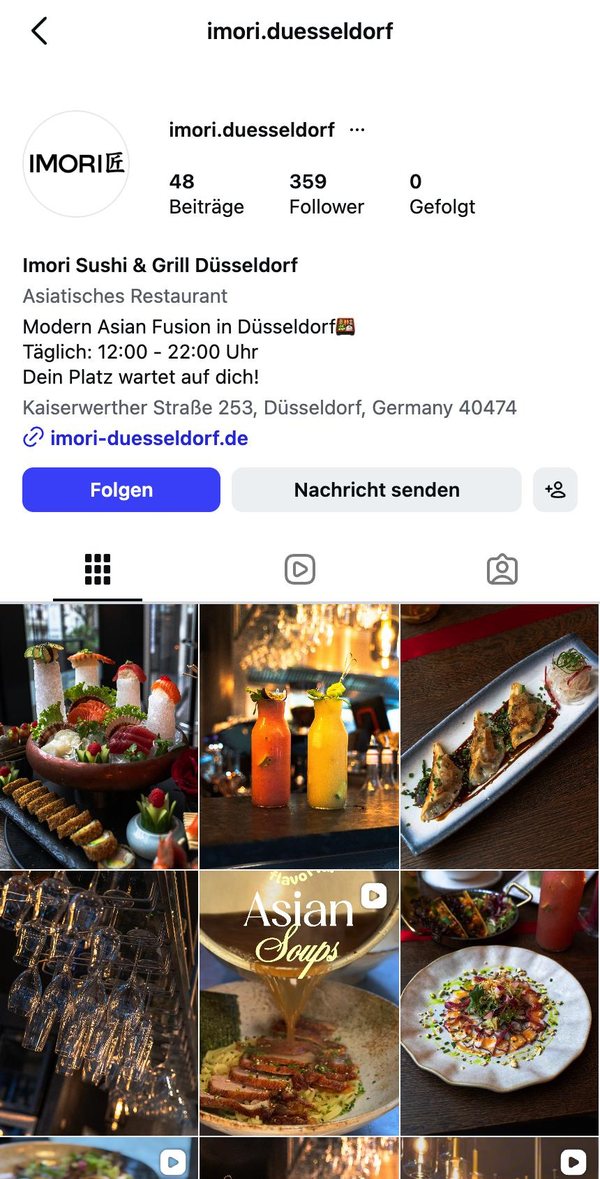 imori.duesseldorf
IMORI匠
imori.duesseldorf ...
48 359 0
Beiträge Follower Gefolgt
Imori Sushi & Grill Düsseldorf
Asiatisches Restaurant
Modern Asian Fusion in Düsseldorf🍱
Täglich: 12:00 - 22:00 Uhr
Dein Platz wartet auf dich!
Kaiserwerther Straße 253, Düsseldorf, Germany 40474
imori-duesseldorf.de
Folgen Nachricht senden
Asian
Soups